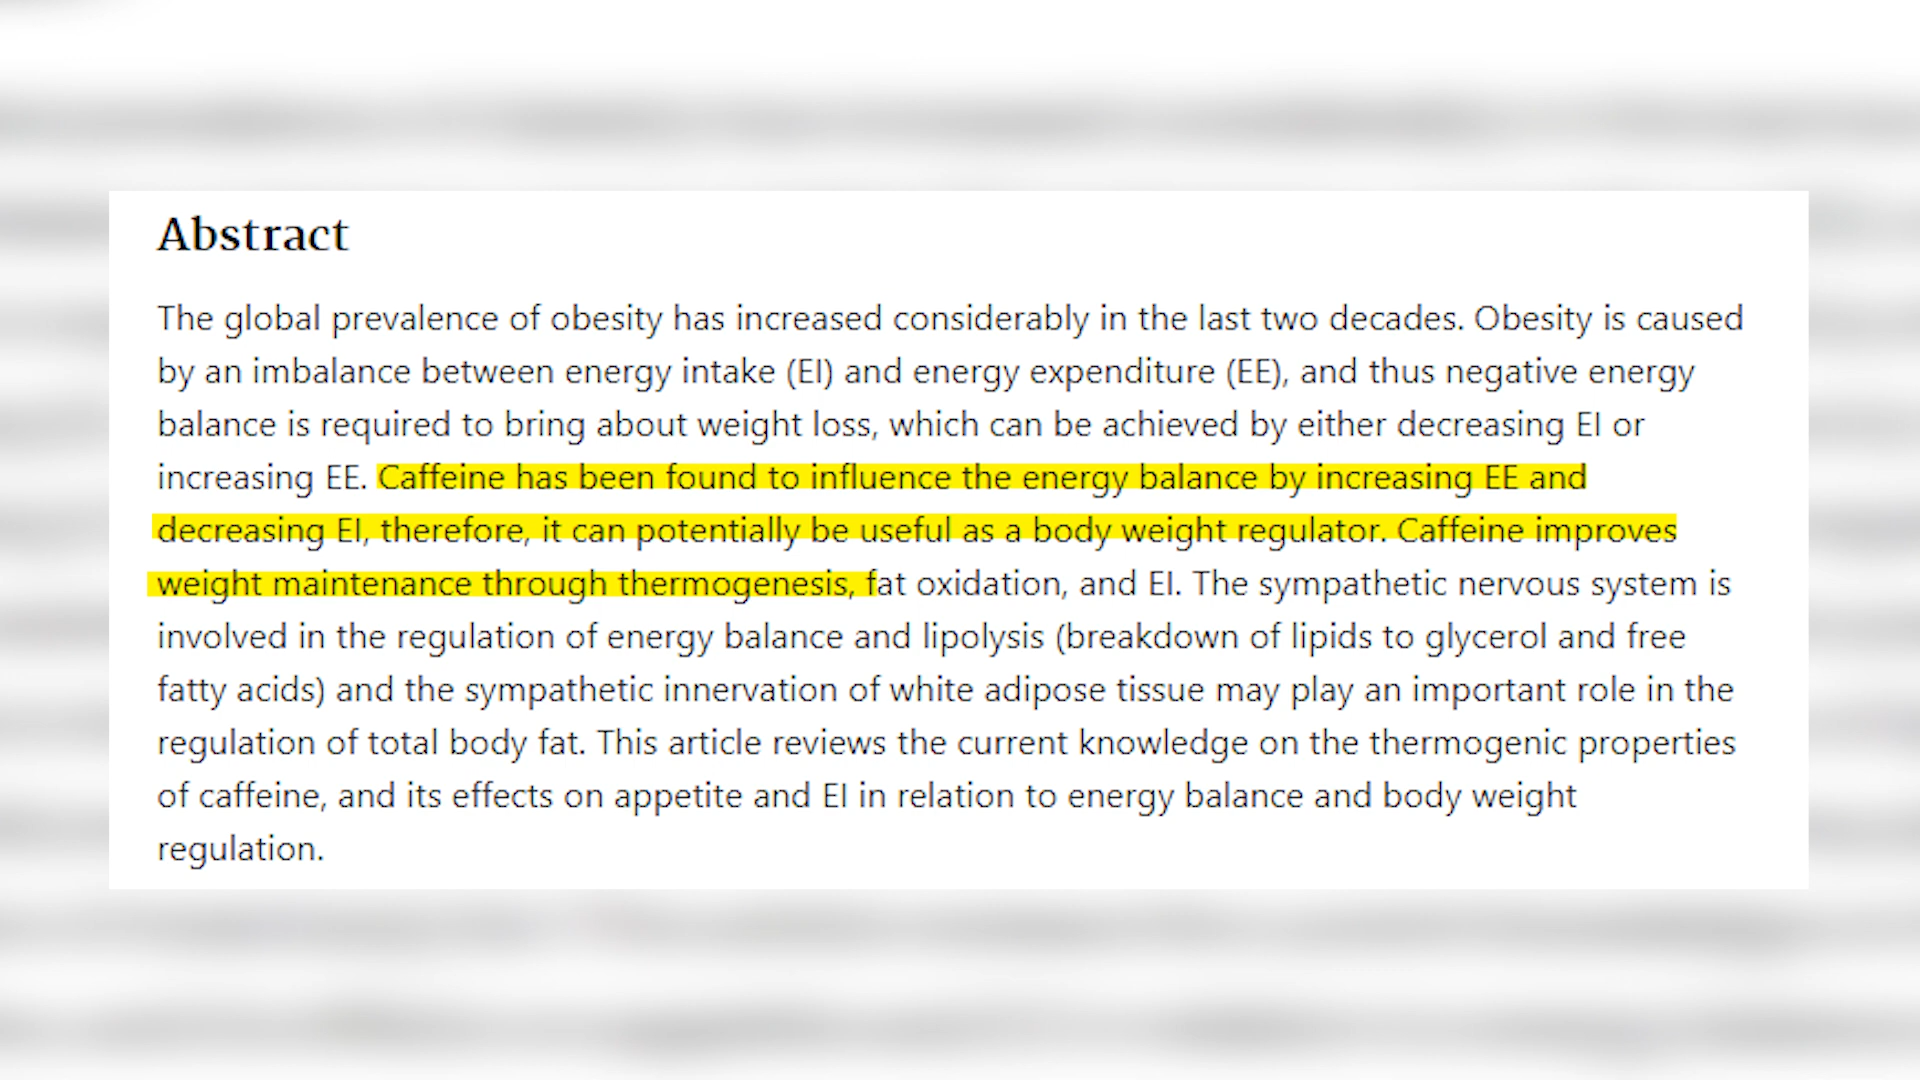 Abstract
The global prevalence of obesity has increased considerably in the last two decades. Obesity is caused
by an imbalance between energy intake (EI) and energy expenditure (EE), and thus negative energy
balance is required to bring about weight loss, which can be achieved by either decreasing EI or
increasing EE. Caffeine has been found to influence the energy balance by increasing EE and
decreasing EI, therefore, it can potentially be useful as a body weight regulator. Caffeine improves
weight maintenance through thermogenesis, fat oxidation, and EI. The sympathetic nervous system is
involved in the regulation of energy balance and lipolysis (breakdown of lipids to glycerol and free
fatty acids) and the sympathetic innervation of white adipose tissue may play an important role in the
regulation of total body fat. This article reviews the current knowledge on the thermogenic properties
of caffeine, and its effects on appetite and EI in relation to energy balance and body weight
regulation.